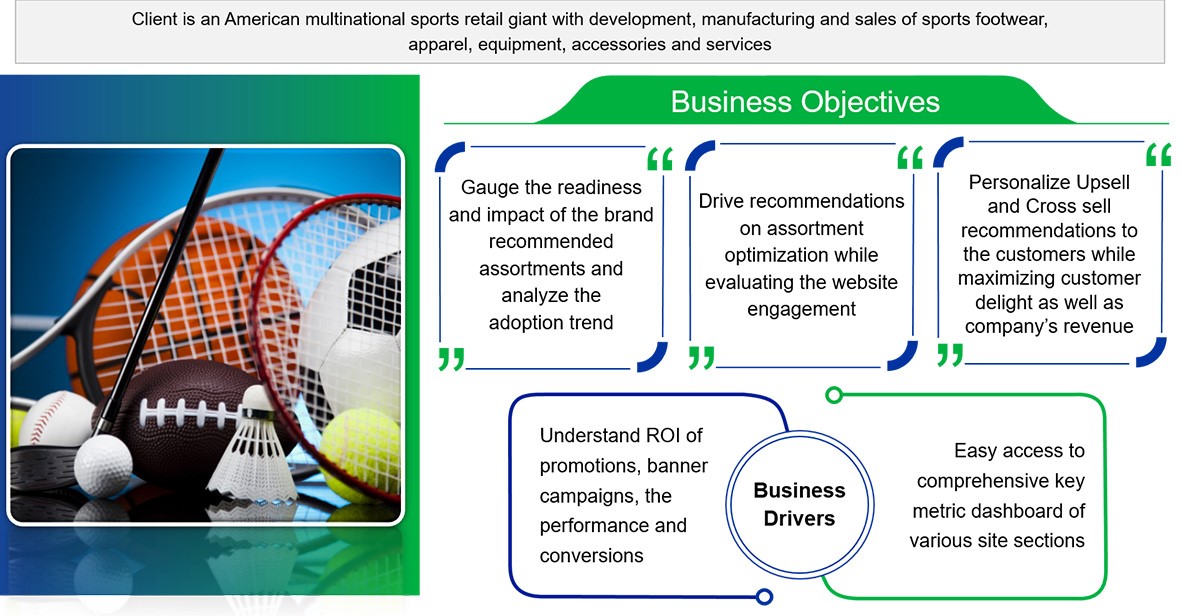 Client is an American multinational sports retail giant with development, manufacturing and sales of sports footwear,
apparel, equipment, accessories and services
Business Objectives
Gauge the readiness
and impact of the brand
recommended
assortments and
analyze the
adoption trend
Drive recommendations
on assortment
optimization while
evaluating the website
engagement
Personalize Upsell
and Cross sell
recommendations to
the customers while
maximizing customer
delight as well as
company’s revenue
Understand ROI of
promotions, banner
campaigns, the
performance and
conversions
Business
Drivers
Easy access to
comprehensive key
metric dashboard of
various site sections